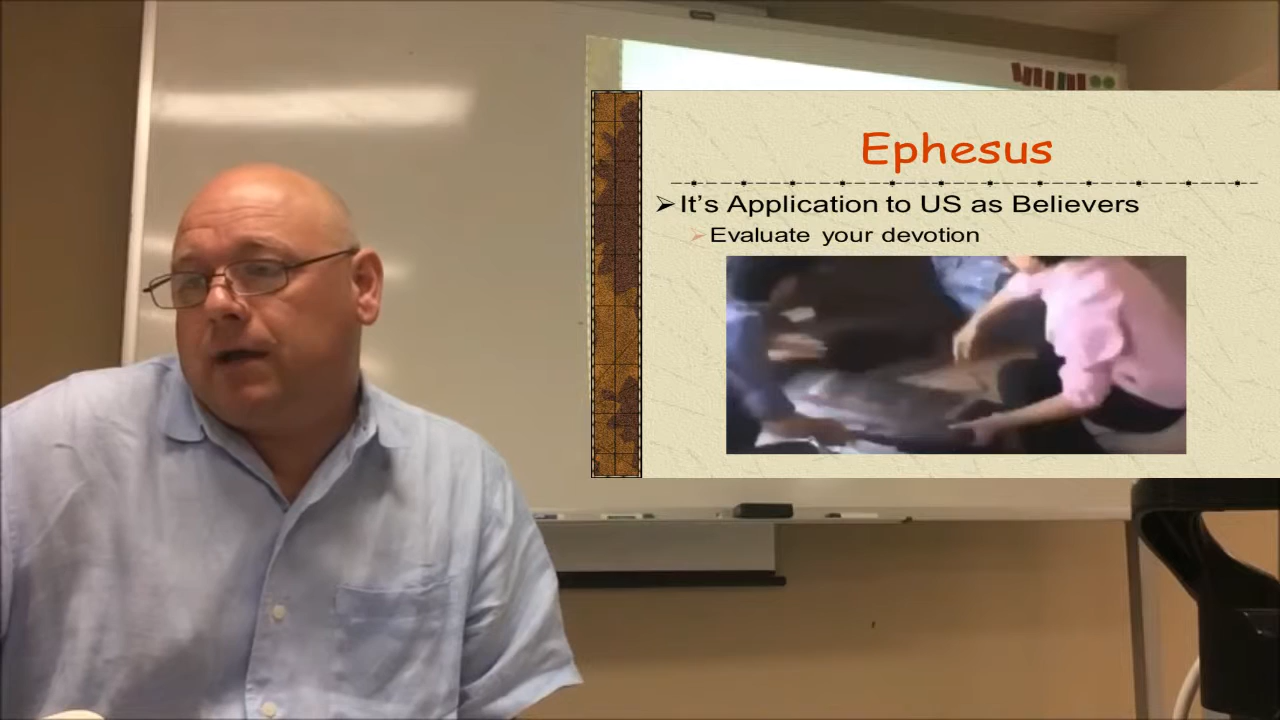 Ephesus
It's Application to US as Believers
Evaluate your devotion